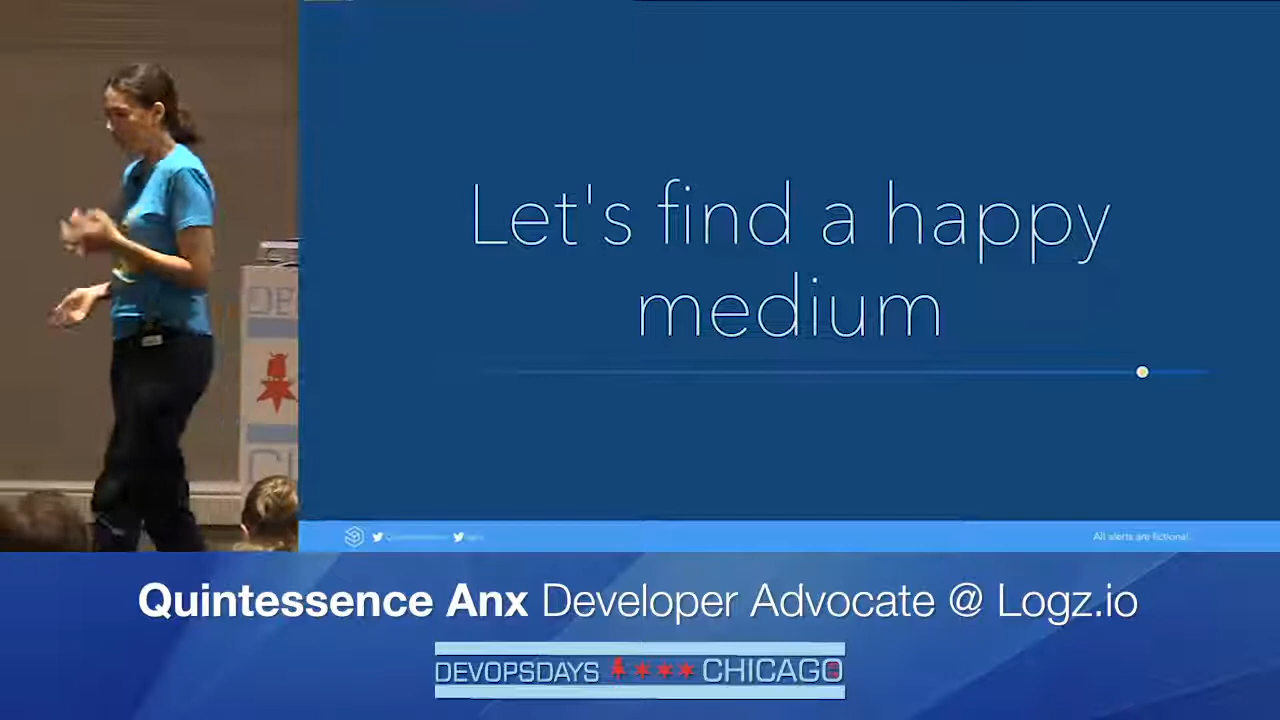 Let's find a happy
medium
All alerts are fictional.
Quintessence Anx Developer Advocate @ Logz.io
DEVOPSDAYS CHICAGO